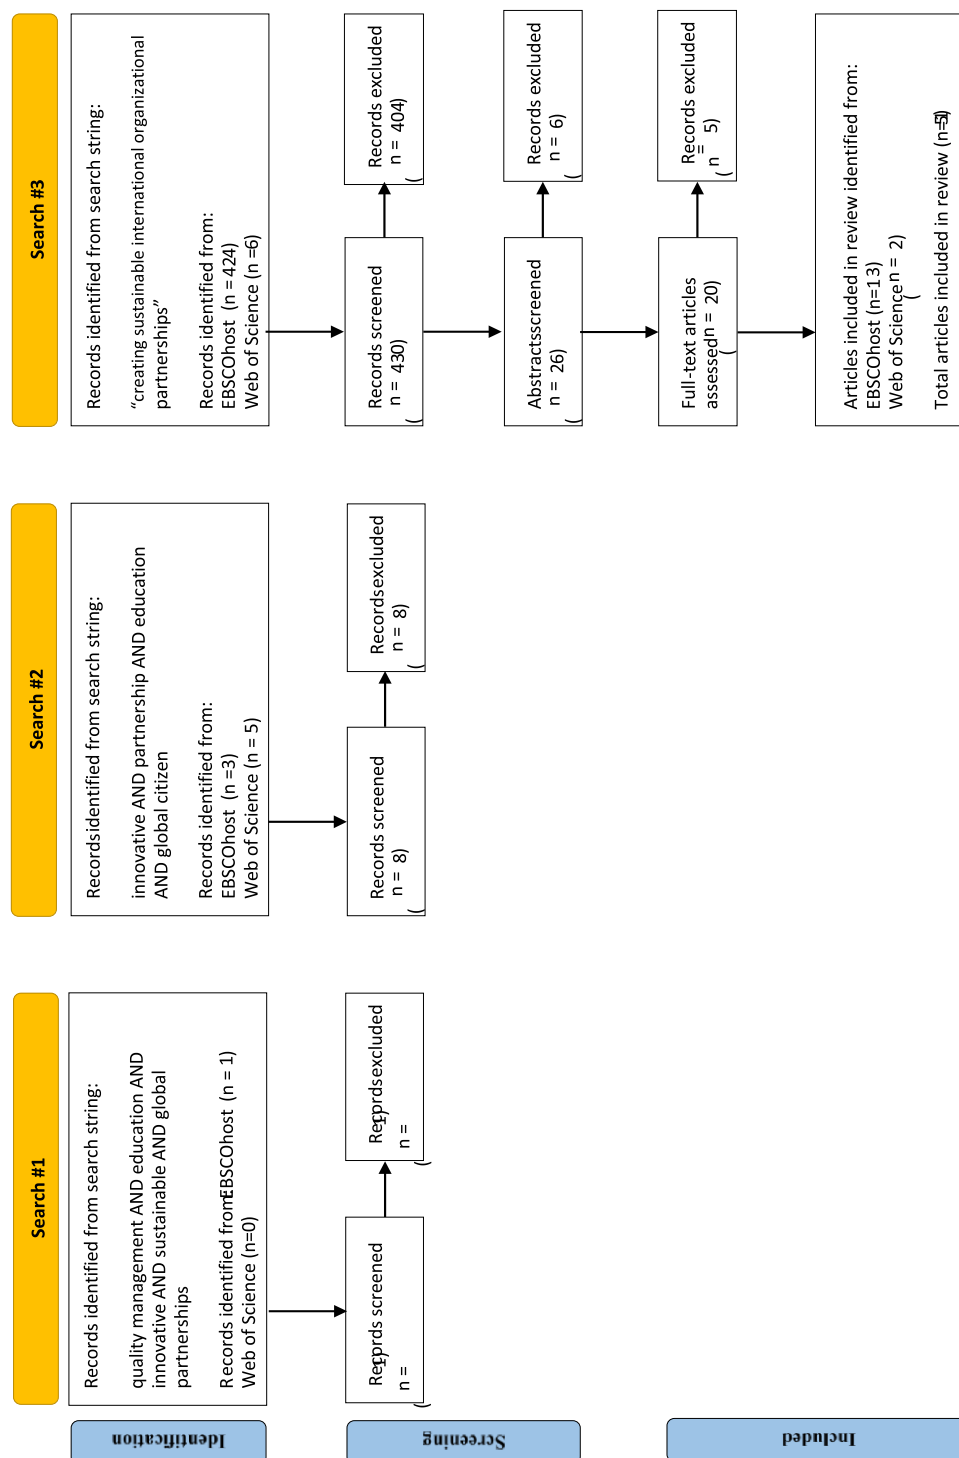 Search #1
Records identified from search string:
quality management AND education AND
innovative AND sustainable AND global
partnerships
Records identified from: EBSCOhost (n = 1)
Web of Science (n=0)
Records screened
(n = 1)
Records excluded
(n = 1)
Search #2
Recordsidentified from search string:
innovative AND partnership AND education
AND global citizen
Records identified from:
EBSCOhost (n =3)
Web of Science (n = 5)
Records screened
(n = 8)
Recordsexcluded
(n = 8)
Search #3
Records identified from search string:
“creating sustainable international organizational
partnerships”
Records identified from:
EBSCOhost (n =424)
Web of Science (n =6)
Records screened
(n = 430)
Records excluded
(n = 404)
Abstractsscreened
(n = 26)
Records excluded
(n = 6)
Full-text articles
assessed (n = 20)
Records excluded
(n = 5)
Articles included in review identified from:
EBSCOhost (n=13)
Web of Science (n = 2)
Total articles included in review
Identification
Screening
Included